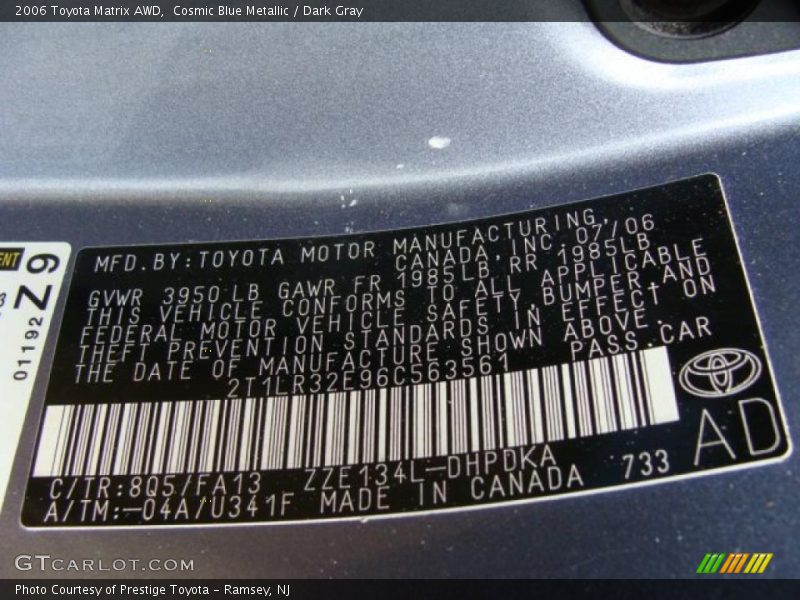 2006 Toyota Matrix AWD, Cosmic Blue Metallic / Dark Gray
MFD.BY:TOYOTA MOTOR MANUFACTURING,
CANADA,INC.07/06
GVWR 3950 LB GAWR FR 1985LB,RR 1985LB
THIS VEHICLE CONFORMS TO ALL APPLICABLE
FEDERAL MOTOR VEHICLE SAFETY,BUMPER,AND
THEFT PREVENTION STANDARDS IN EFFECT ON
THE DATE OF MANUFACTURE SHOWN ABOVE.
2T1LR32E96C563561 PASS.CAR
C/TR:8Q5/FA13 ZZE134L-DHPDKA 733
A/TM:-04A/U341F MADE IN CANADA
AD
ENT
01192 Z9
GTCARLOT.COM
Photo Courtesy of Prestige Toyota - Ramsey, NJ